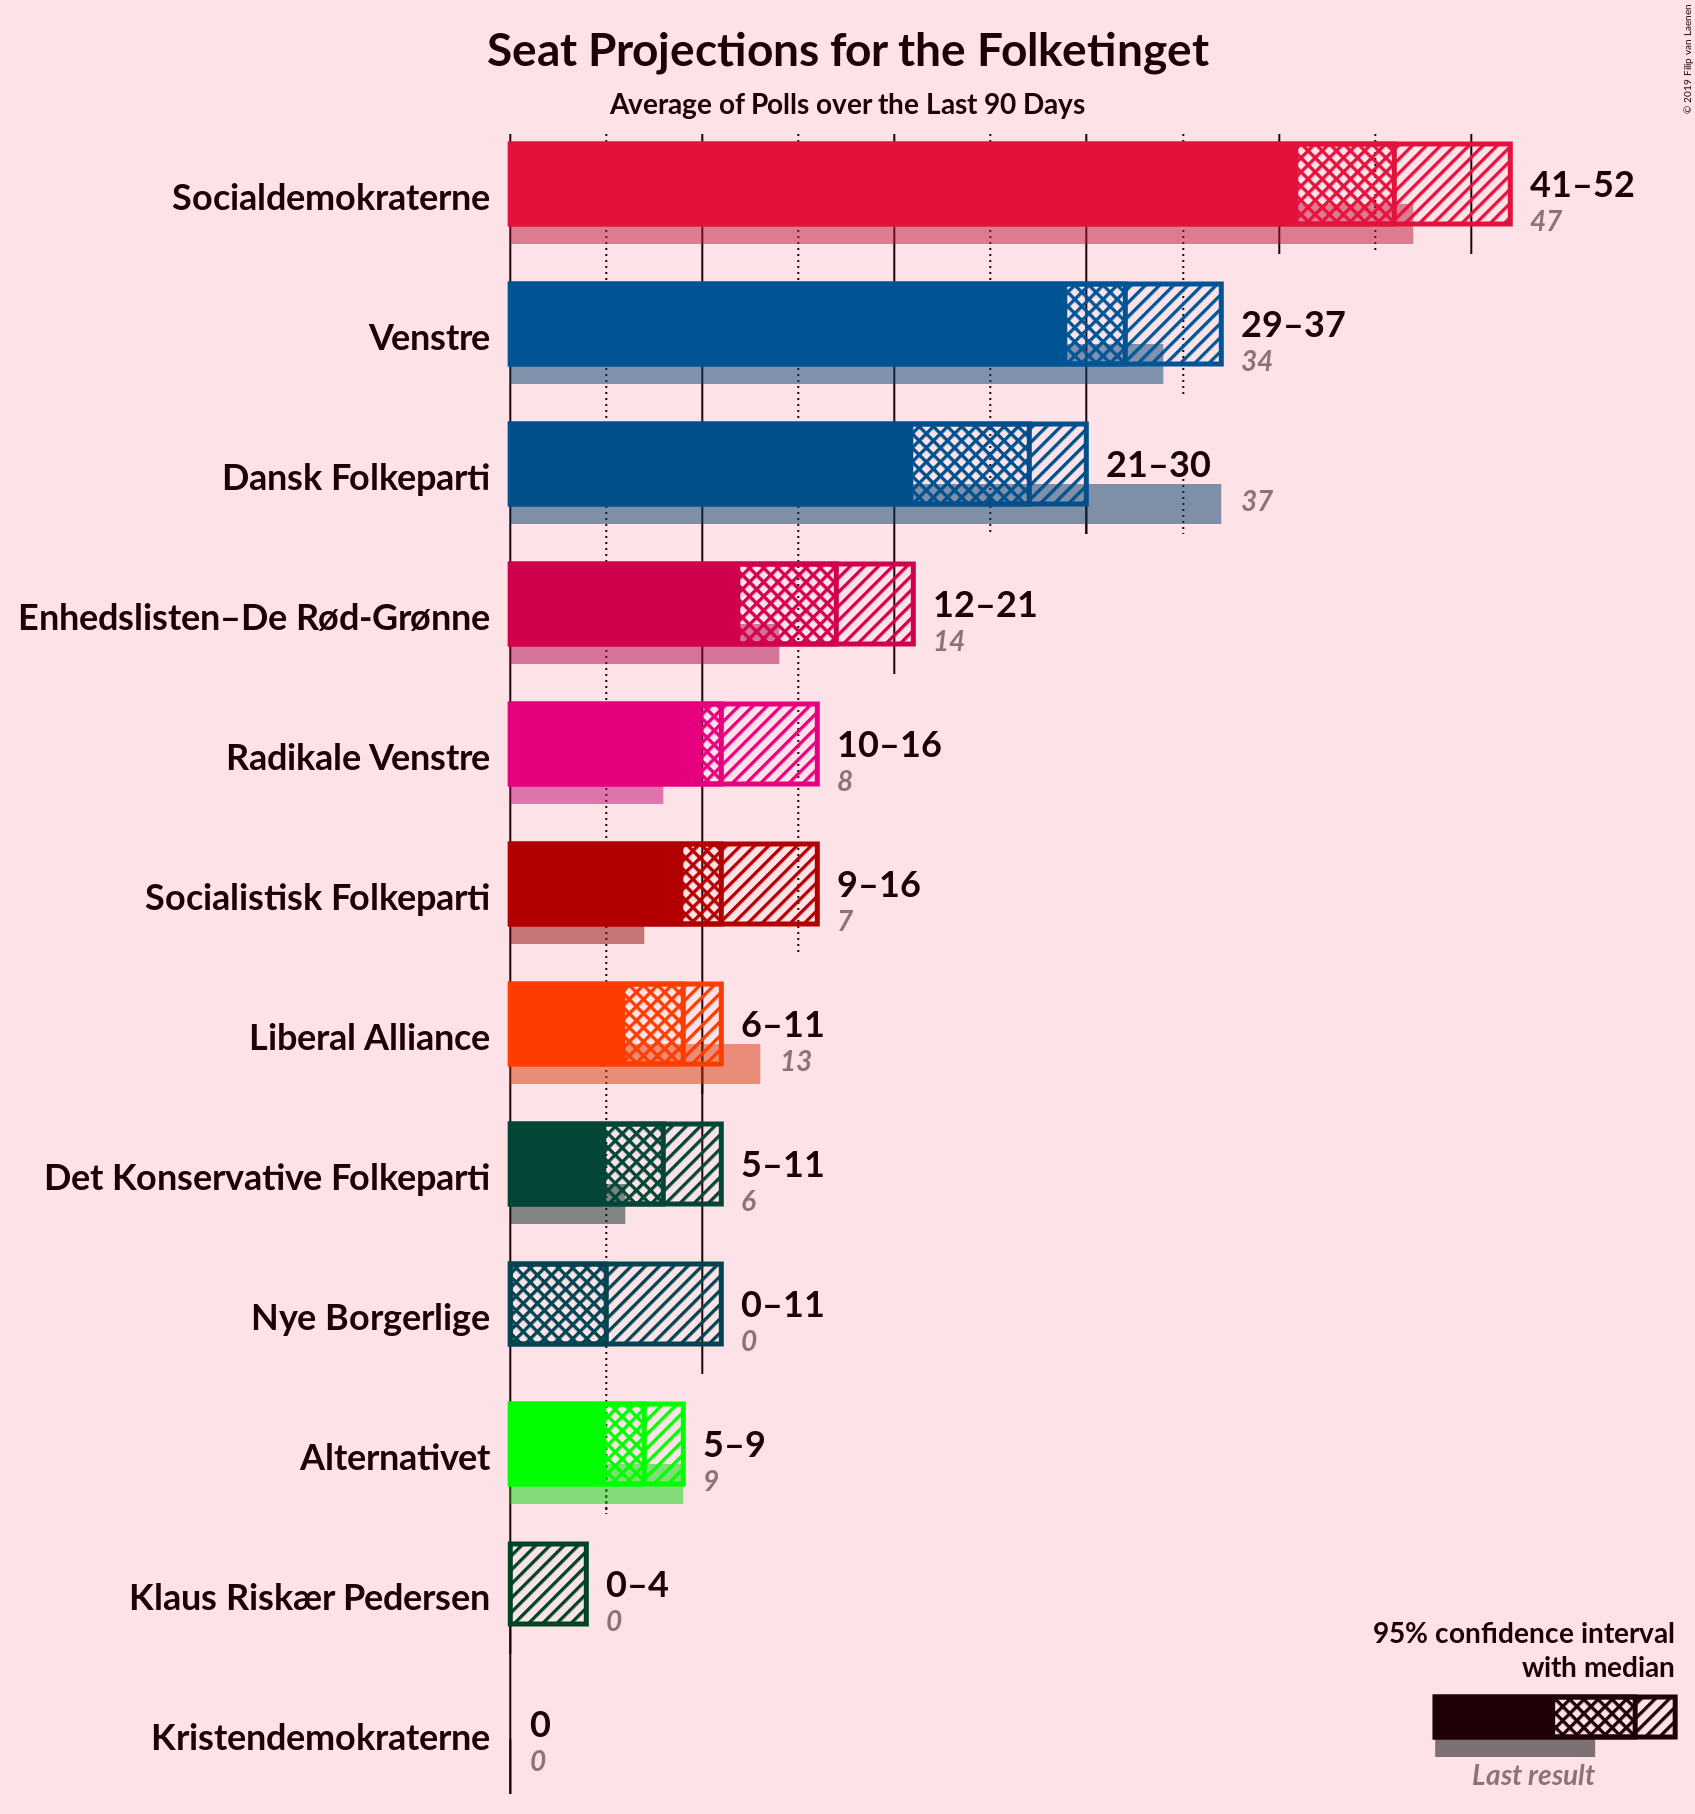 Seat Projections for the Folketinget
Average of Polls over the Last 90 Days
© 2019 Filip van Laenen
Socialdemokraterne
41–52
47
Venstre
29–37
34
Dansk Folkeparti
21–30
37
Enhedslisten–De Rød-Grønne
12–21
14
Radikale Venstre
10–16
8
Socialistisk Folkeparti
9–16
7
Liberal Alliance
6–11
13
Det Konservative Folkeparti
5–11
6
Nye Borgerlige
0–11
0
Alternativet
5–9
9
Klaus Riskær Pedersen
0–4
0
Kristendemokraterne
0
0
95% confidence interval
with median
Last result